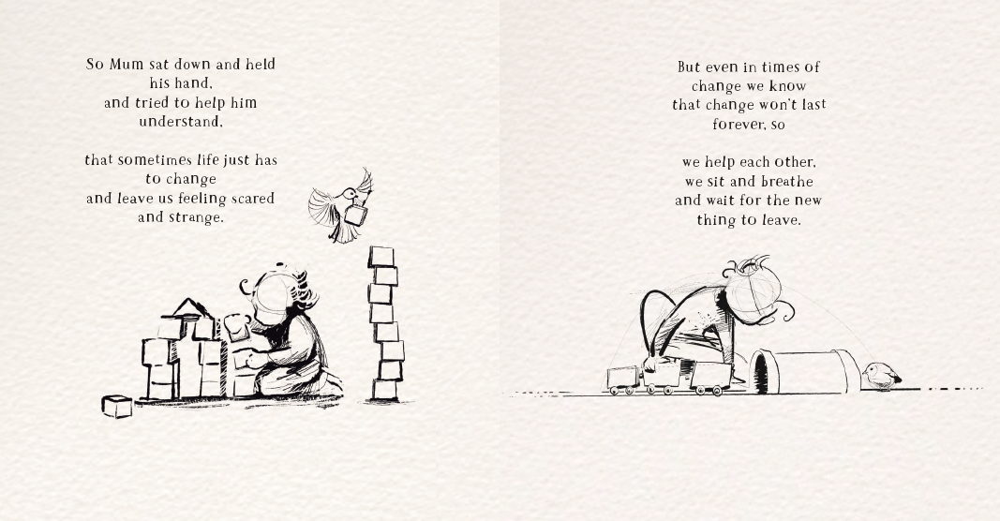 So Mum sat down and held
his hand,
and tried to help him
understand,
that sometimes life just has
to change
and leave us feeling scared
and strange.
But even in times of
change we know
that change won't last
forever, so
we help each other,
we sit and breathe
and wait for the new
thing to leave.